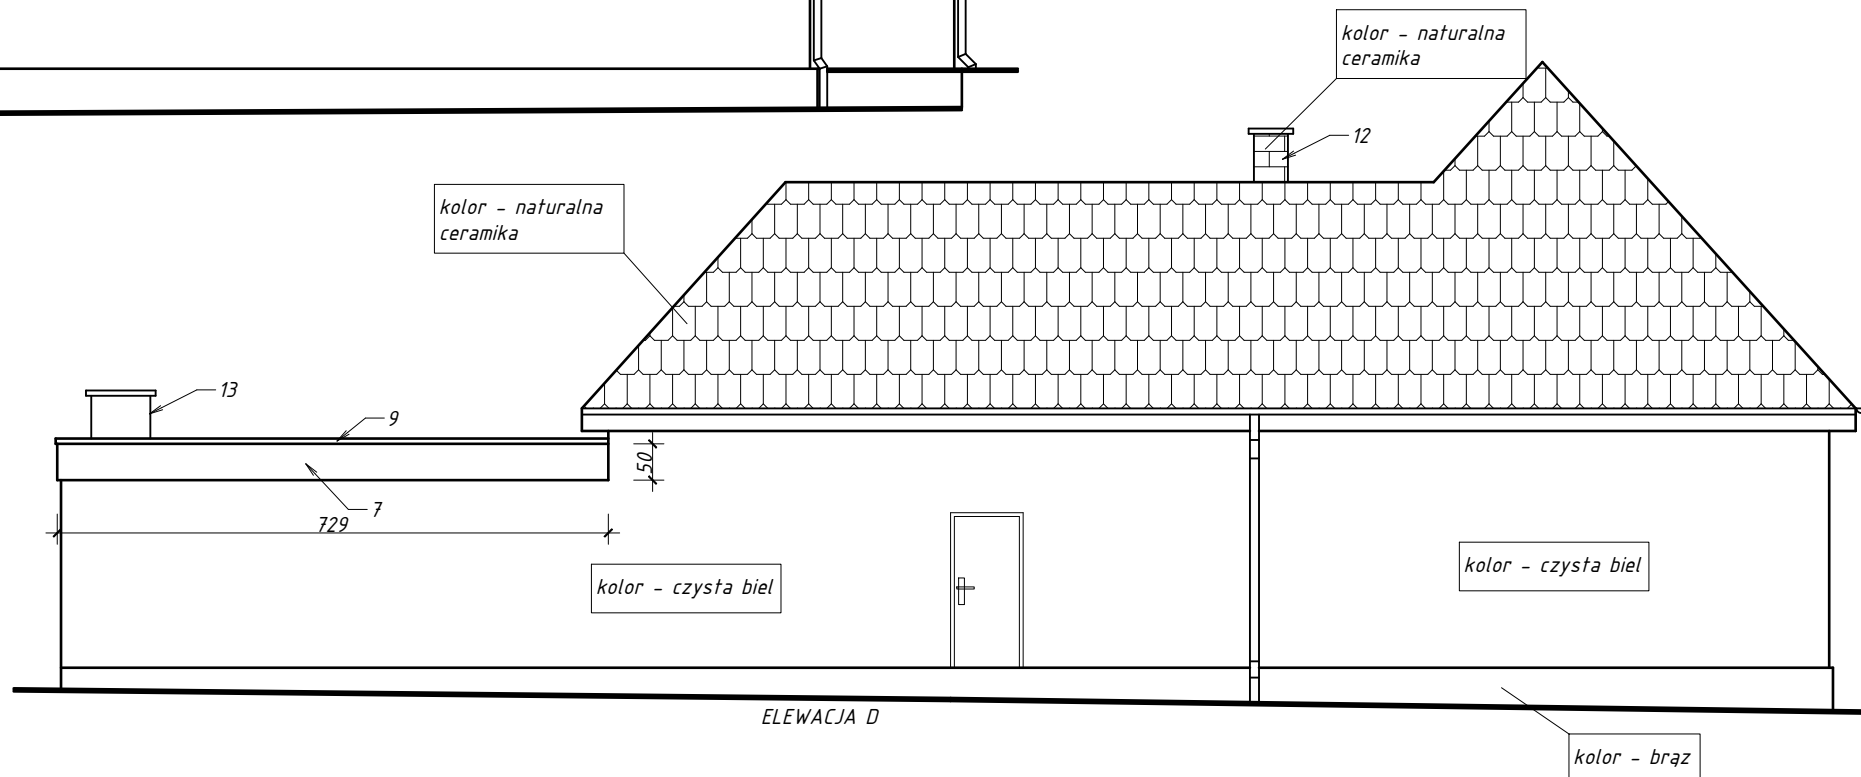 kolor - naturalna
ceramika
12
kolor - naturalna
ceramika
13
9
50
7
729
kolor - czysta biel
kolor - czysta biel
ELEWACJA D
kolor - brąz